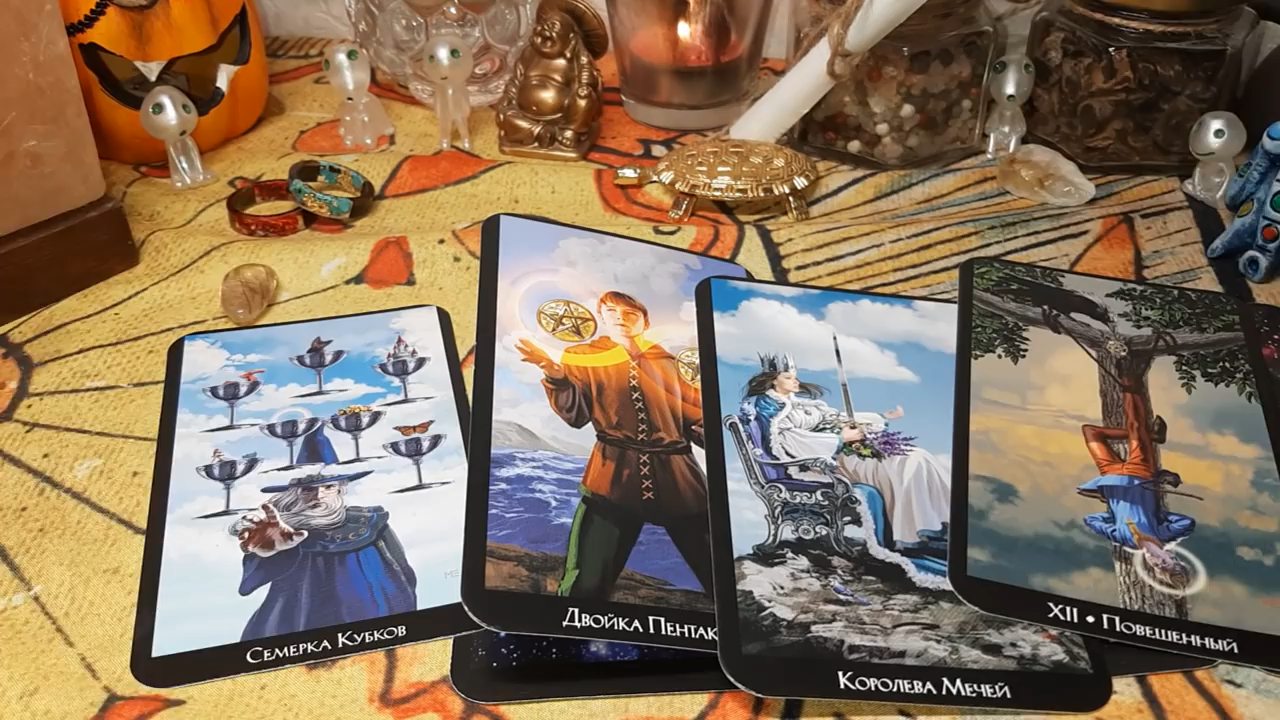 Семерка Кубков
Двойка Пентак
Королева Мечей
XII • Повешенный